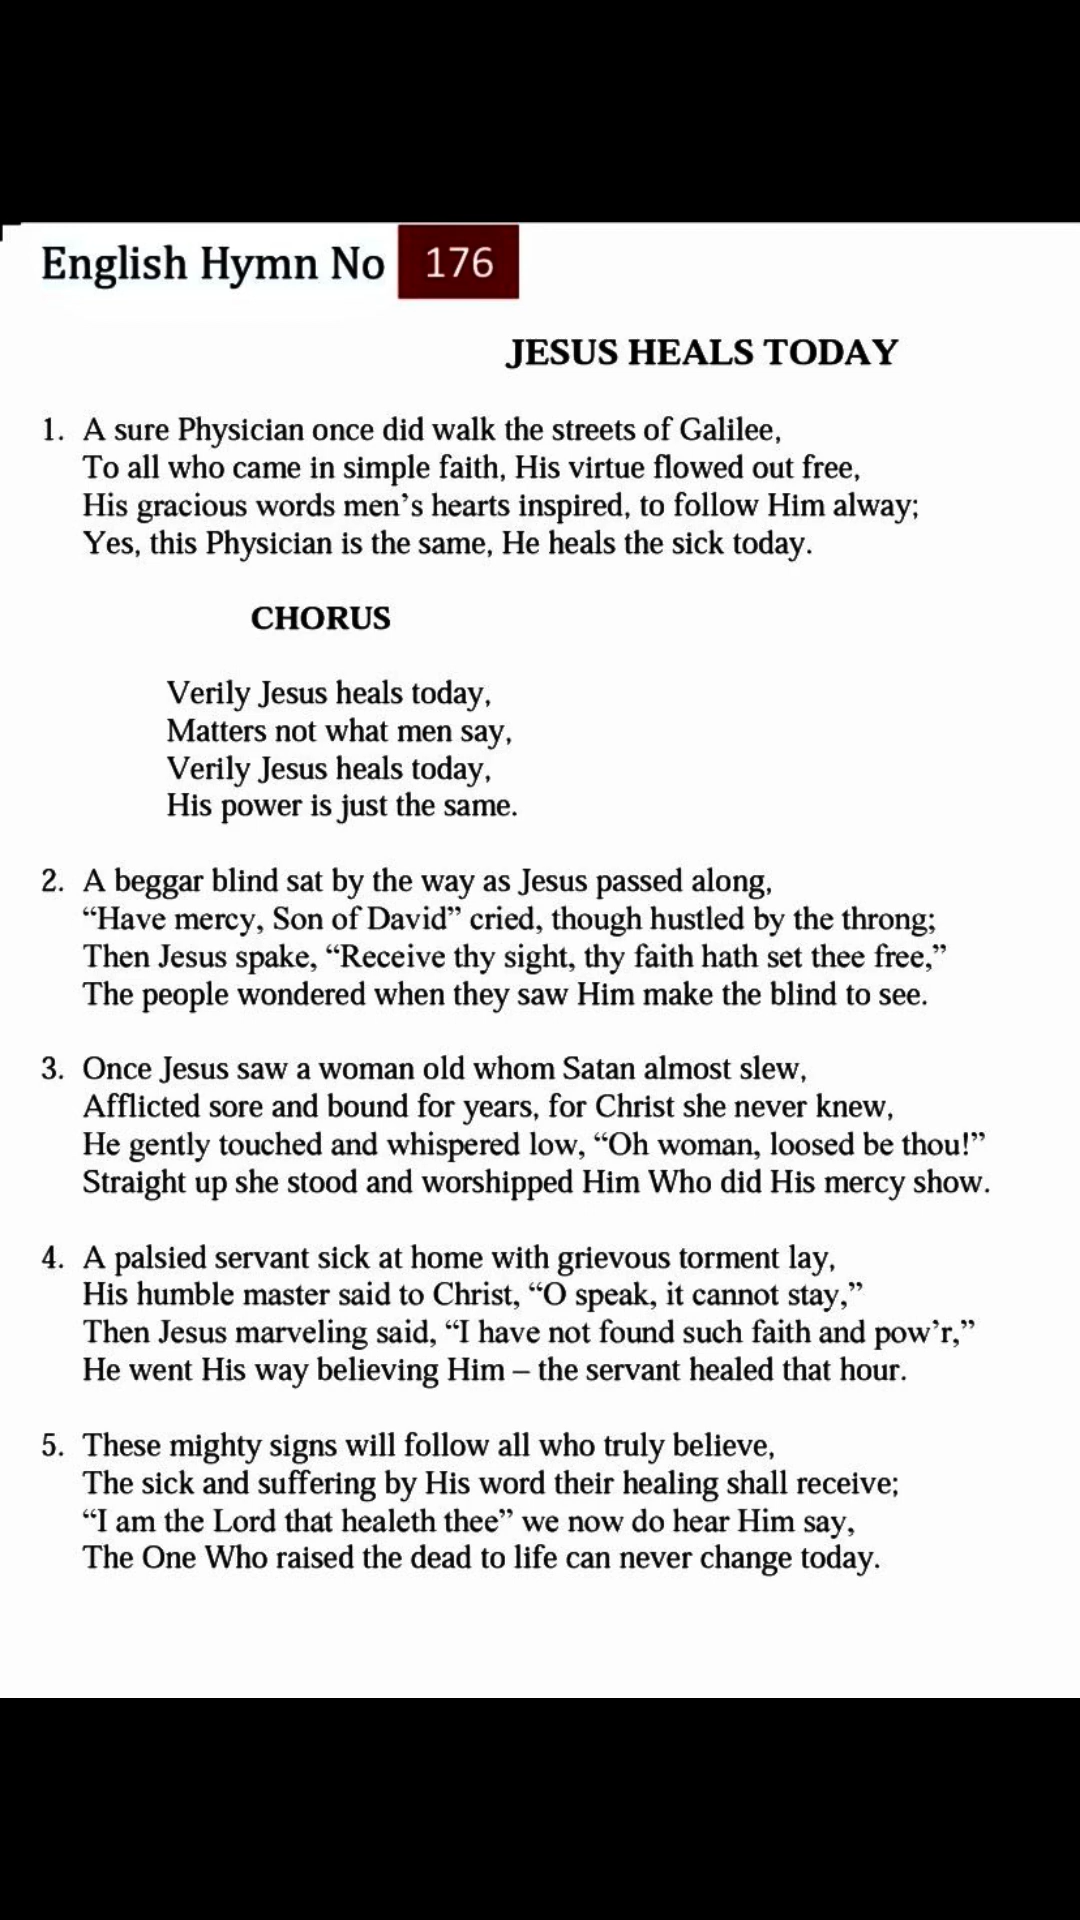 English Hymn No 176
JESUS HEALS TODAY
1. A sure Physician once did walk the streets of Galilee,
To all who came in simple faith, His virtue flowed out free,
His gracious words men’s hearts inspired, to follow Him alway;
Yes, this Physician is the same, He heals the sick today.
CHORUS
Verily Jesus heals today,
Matters not what men say,
Verily Jesus heals today,
His power is just the same.
2. A beggar blind sat by the way as Jesus passed along,
“Have mercy, Son of David” cried, though hustled by the throng;
Then Jesus spake, “Receive thy sight, thy faith hath set thee free,”
The people wondered when they saw Him make the blind to see.
3. Once Jesus saw a woman old whom Satan almost slew,
Afflicted sore and bound for years, for Christ she never knew,
He gently touched and whispered low, “Oh woman, loosed be thou!”
Straight up she stood and worshipped Him Who did His mercy show.
4. A palsied servant sick at home with grievous torment lay,
His humble master said to Christ, “O speak, it cannot stay,”
Then Jesus marveling said, “I have not found such faith and pow’r,”
He went His way believing Him – the servant healed that hour.
5. These mighty signs will follow all who truly believe,
The sick and suffering by His word their healing shall receive;
“I am the Lord that healeth thee” we now do hear Him say,
The One Who raised the dead to life can never change today.